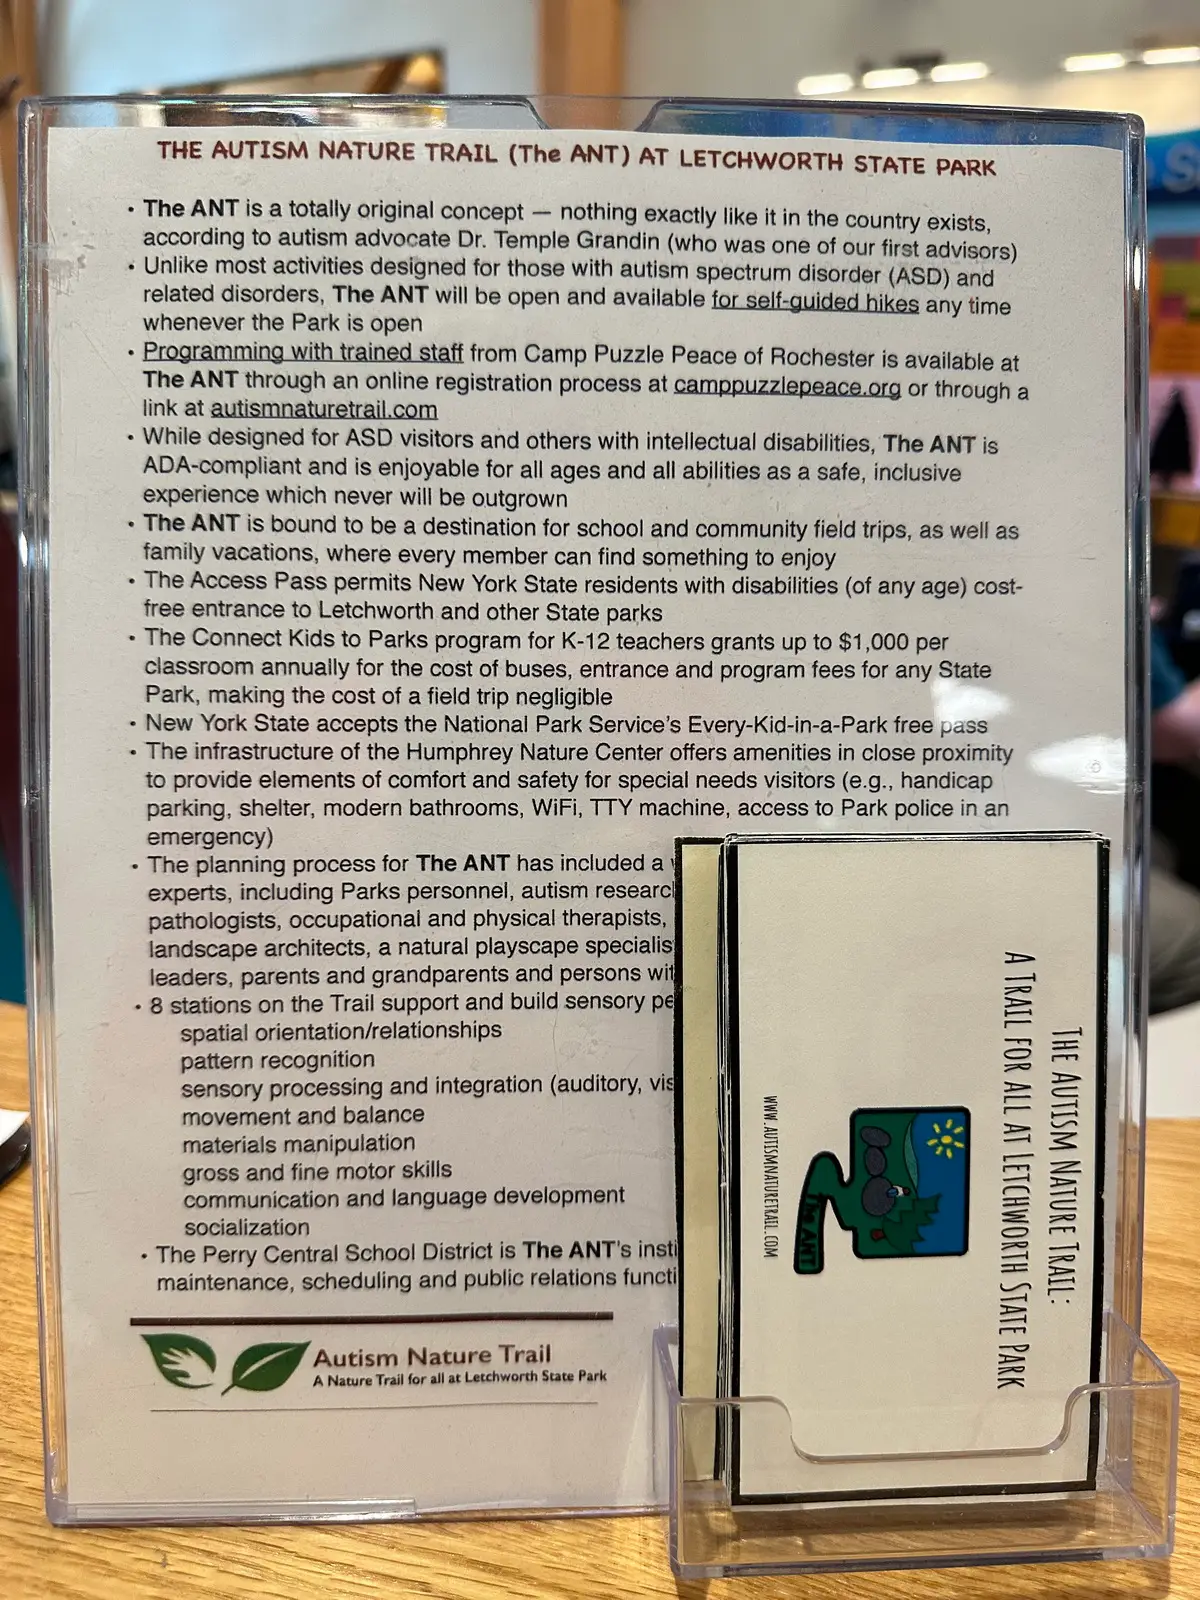 THE AUTISM NATURE TRAIL (The ANT) AT LETCHWORTH STATE PARK
• The ANT is a totally original concept — nothing exactly like it in the country exists,
according to autism advocate Dr. Temple Grandin (who was one of our first advisors)
• Unlike most activities designed for those with autism spectrum disorder (ASD) and
related disorders, The ANT will be open and available for self-guided hikes any time
whenever the Park is open
• Programming with trained staff from Camp Puzzle Peace of Rochester is available at
The ANT through an online registration process at camppuzzlepeace.org or through a
link at autismnaturetrail.com
• While designed for ASD visitors and others with intellectual disabilities, The ANT is
ADA-compliant and is enjoyable for all ages and all abilities as a safe, inclusive
experience which never will be outgrown
• The ANT is bound to be a destination for school and community field trips, as well as
family vacations, where every member can find something to enjoy
• The Access Pass permits New York State residents with disabilities (of any age) cost-
free entrance to Letchworth and other State parks
• The Connect Kids to Parks program for K-12 teachers grants up to $1,000 per
classroom annually for the cost of buses, entrance and program fees for any State
Park, making the cost of a field trip negligible
• New York State accepts the National Park Service's Every-Kid-in-a-Park free pass
• The infrastructure of the Humphrey Nature Center offers amenities in close proximity
to provide elements of comfort and safety for special needs visitors (e.g., handicap
parking, shelter, modern bathrooms, WiFi, TTY machine, access to Park police in an
emergency)
• The planning process for The ANT has included a
experts, including Parks personnel, autism
pathologists, occupational and physical therapists,
landscape architects, a natural playscape
leaders, parents and grandparents and persons
• 8 stations on the Trail support and build sensory
spatial orientation/relationships
pattern recognition
sensory processing and integration (auditory,
movement and balance
materials manipulation
gross and fine motor skills
communication and language development
socialization
• The Perry Central School District is The ANT's
maintenance, scheduling and public relations
Autism Nature Trail
A Nature Trail for all at Letchworth State Park
THE AUTISM NATURE TRAIL:
A TRAIL FOR ALL AT LETCHWORTH STATE PARK
The ANT
WWW.AUTISMNATURETRAIL.COM